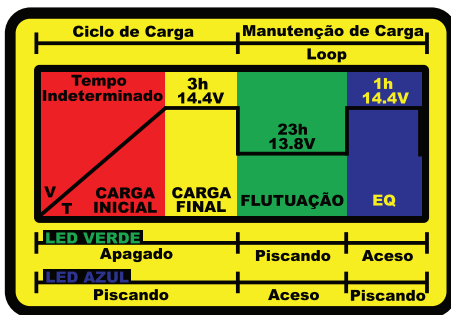 Ciclo de Carga
Manutenção de Carga
Loop
Tempo
Indeterminado
3h
14.4V
23h
13.8V
1h
14.4V
V
T
CARGA
INICIAL
CARGA
FINAL
FLUTUAÇÃO
EQ
LED VERDE
Apagado
Piscando
Aceso
LED AZUL
Piscando
Aceso
Piscando